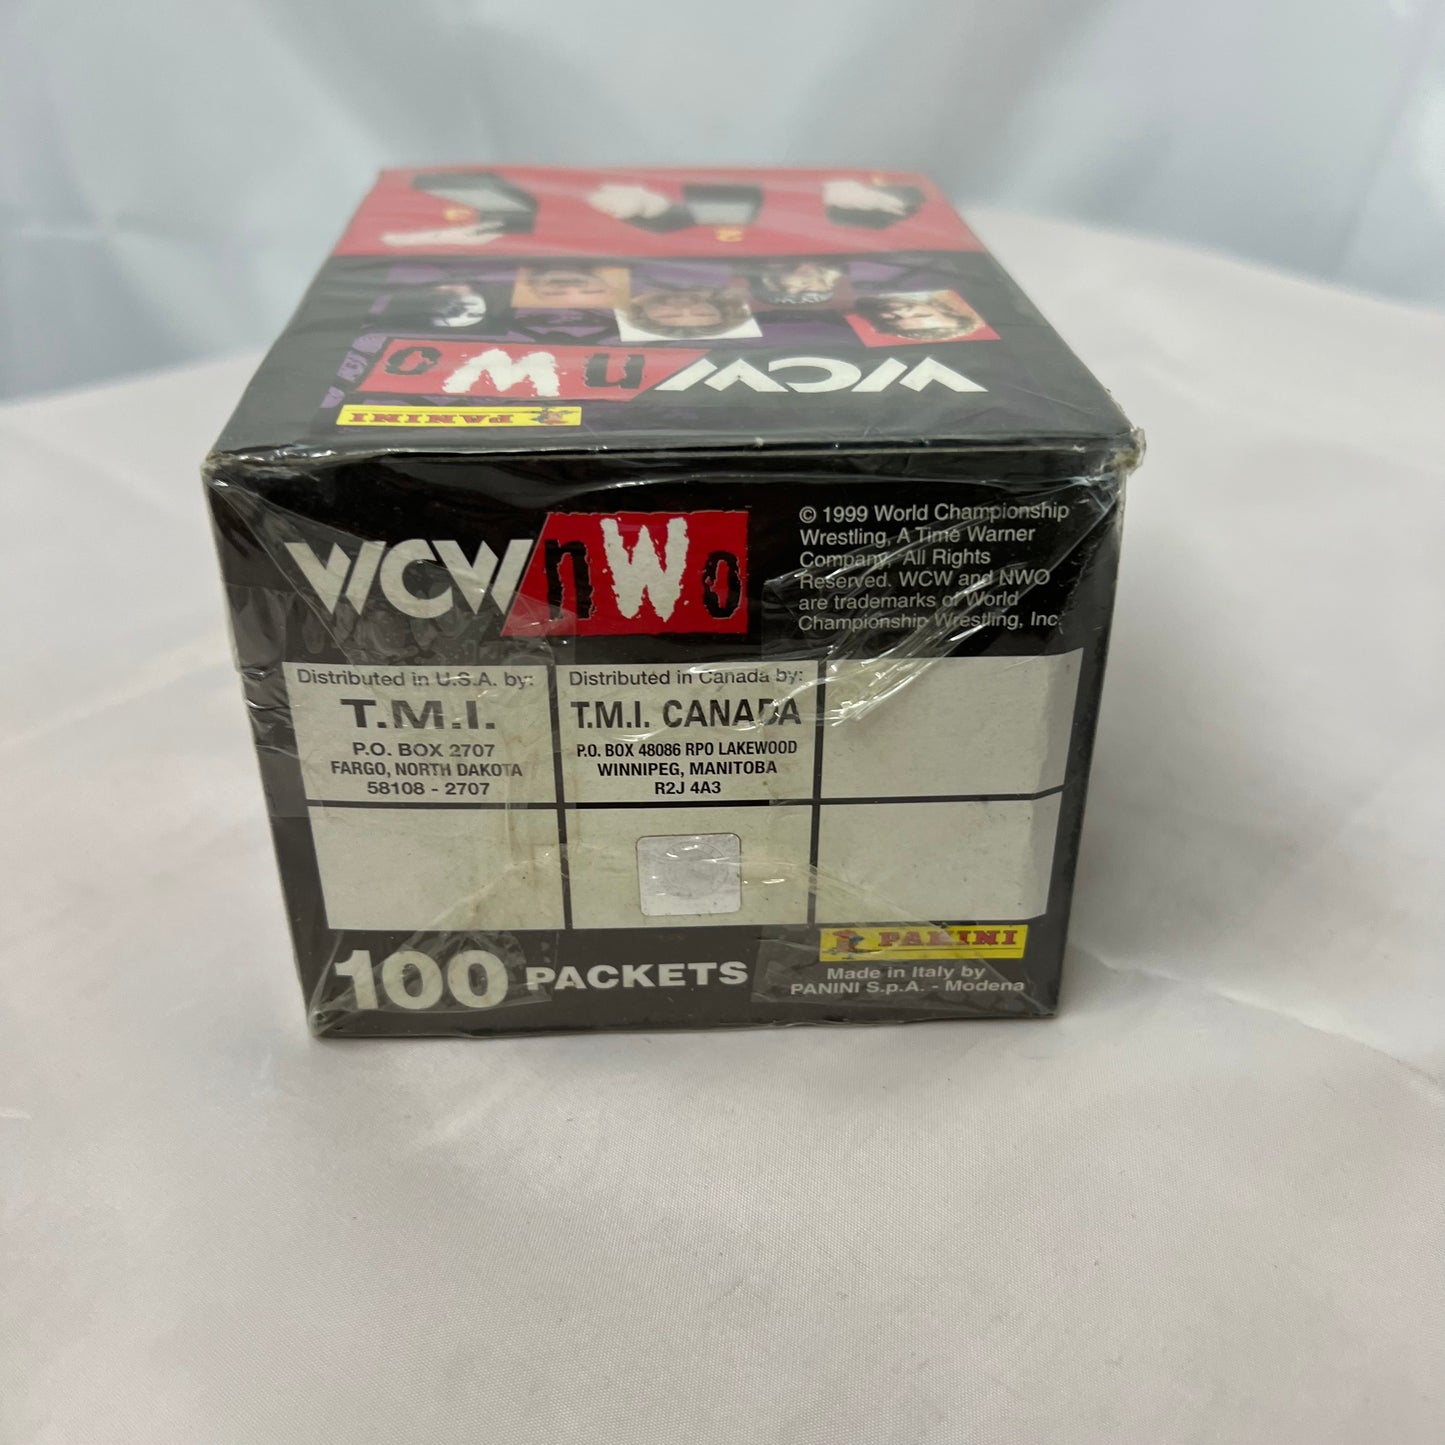 3
2
WCW nWo
PANINI
WCW nWo
© 1999 World Championship
Wrestling, A Time Warner
Company, All Rights
Reserved. WCW and NWO
are trademarks of World
Championship Wrestling, Inc.
Distributed in U.S.A. by:
T.M.I.
P.O. BOX 2707
FARGO, NORTH DAKOTA
58108 - 2707
Distributed in Canada by:
T.M.I. CANADA
P.O. BOX 48086 RPO LAKEWOOD
WINNIPEG, MANITOBA
R2J 4A3
100 PACKETS
PANINI
Made in Italy by
PANINI S.p.A. - Modena